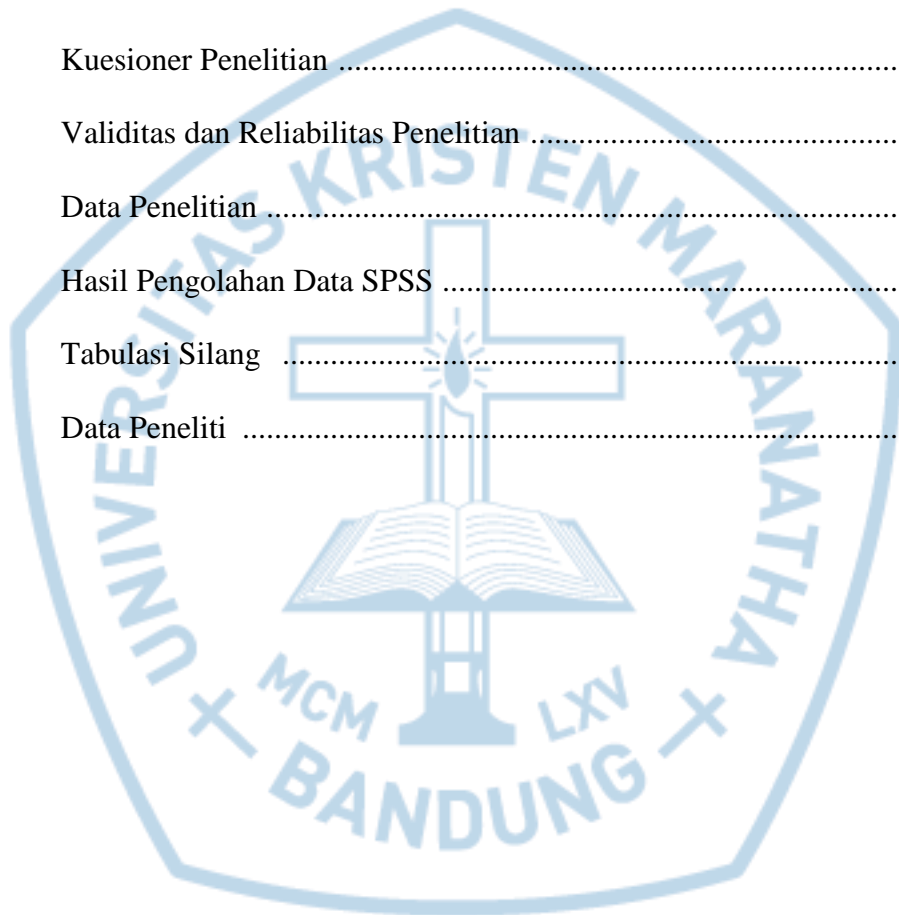 Kuesioner Penelitian ..............................................................................
Validitas dan Reliabilitas Penelitian ..................................................
Data Penelitian ......................................................................................
Hasil Pengolahan Data SPSS ..............................................................
Tabulasi Silang ....................................................................................
Data Peneliti ........................................................................................
UNIVERSITAS KRISTEN MARANATHA
MCM LXV
BANDUNG